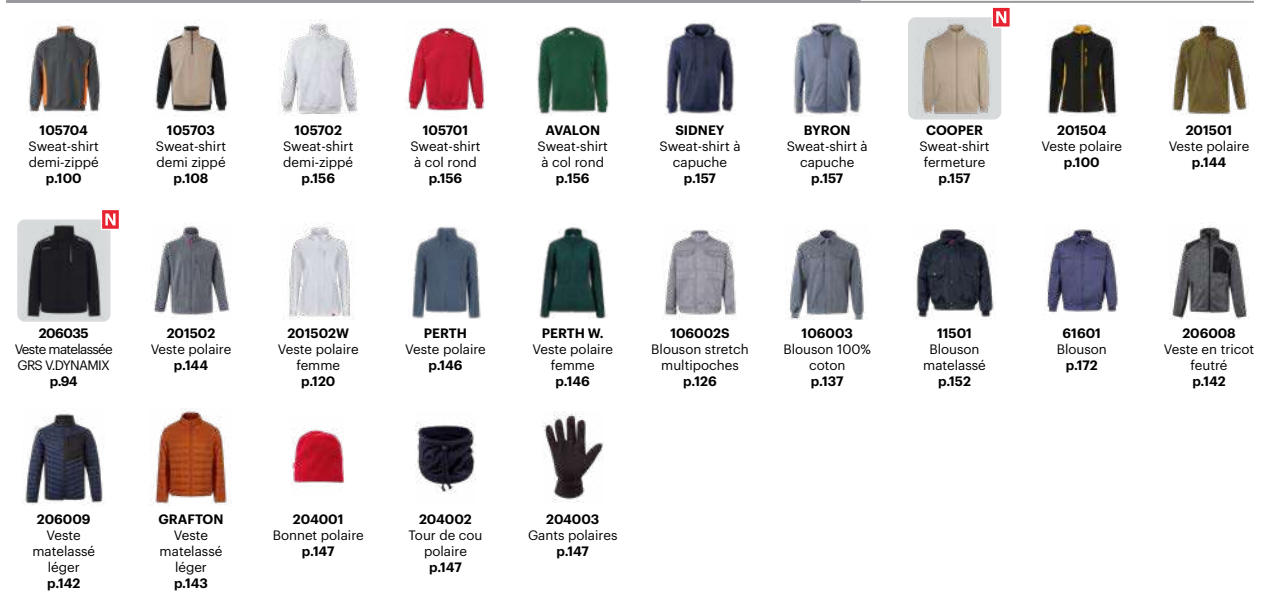 N
105704
Sweat-shirt
demi-zippé
p.100
105703
Sweat-shirt
demi zippé
p.108
105702
Sweat-shirt
demi-zippé
p.156
105701
Sweat-shirt
à col rond
p.156
AVALON
Sweat-shirt
à col rond
p.156
SIDNEY
Sweat-shirt à
capuche
p.157
BYRON
Sweat-shirt à
capuche
p.157
COOPER
Sweat-shirt
fermeture
p.157
201504
Veste polaire
p.100
201501
Veste polaire
p.144
N
206035
Veste matelassée
GRS V.DYNAMIX
p.94
201502
Veste polaire
p.144
201502W
Veste polaire
femme
p.120
PERTH
Veste polaire
p.146
PERTH W.
Veste polaire
femme
p.146
106002S
Blouson stretch
multipoches
p.126
106003
Blouson 100%
coton
p.137
11501
Blouson
matelassé
p.152
61601
Blouson
p.172
206008
Veste en tricot
feutré
p.142
206009
Veste
matelassé
léger
p.142
GRAFTON
Veste
matelassé
léger
p.143
204001
Bonnet polaire
p.147
204002
Tour de cou
polaire
p.147
204003
Gants polaires
p.147